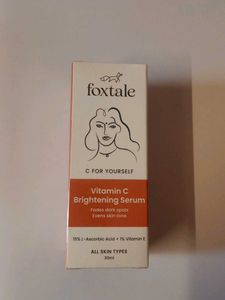 foxtale
C FOR YOURSELF
Vitamin C
Brightening Serum
Fades dark spots
Evens skin tone
15% L-Ascorbic Acid + 1% Vitamin E
ALL SKIN TYPES
30ml